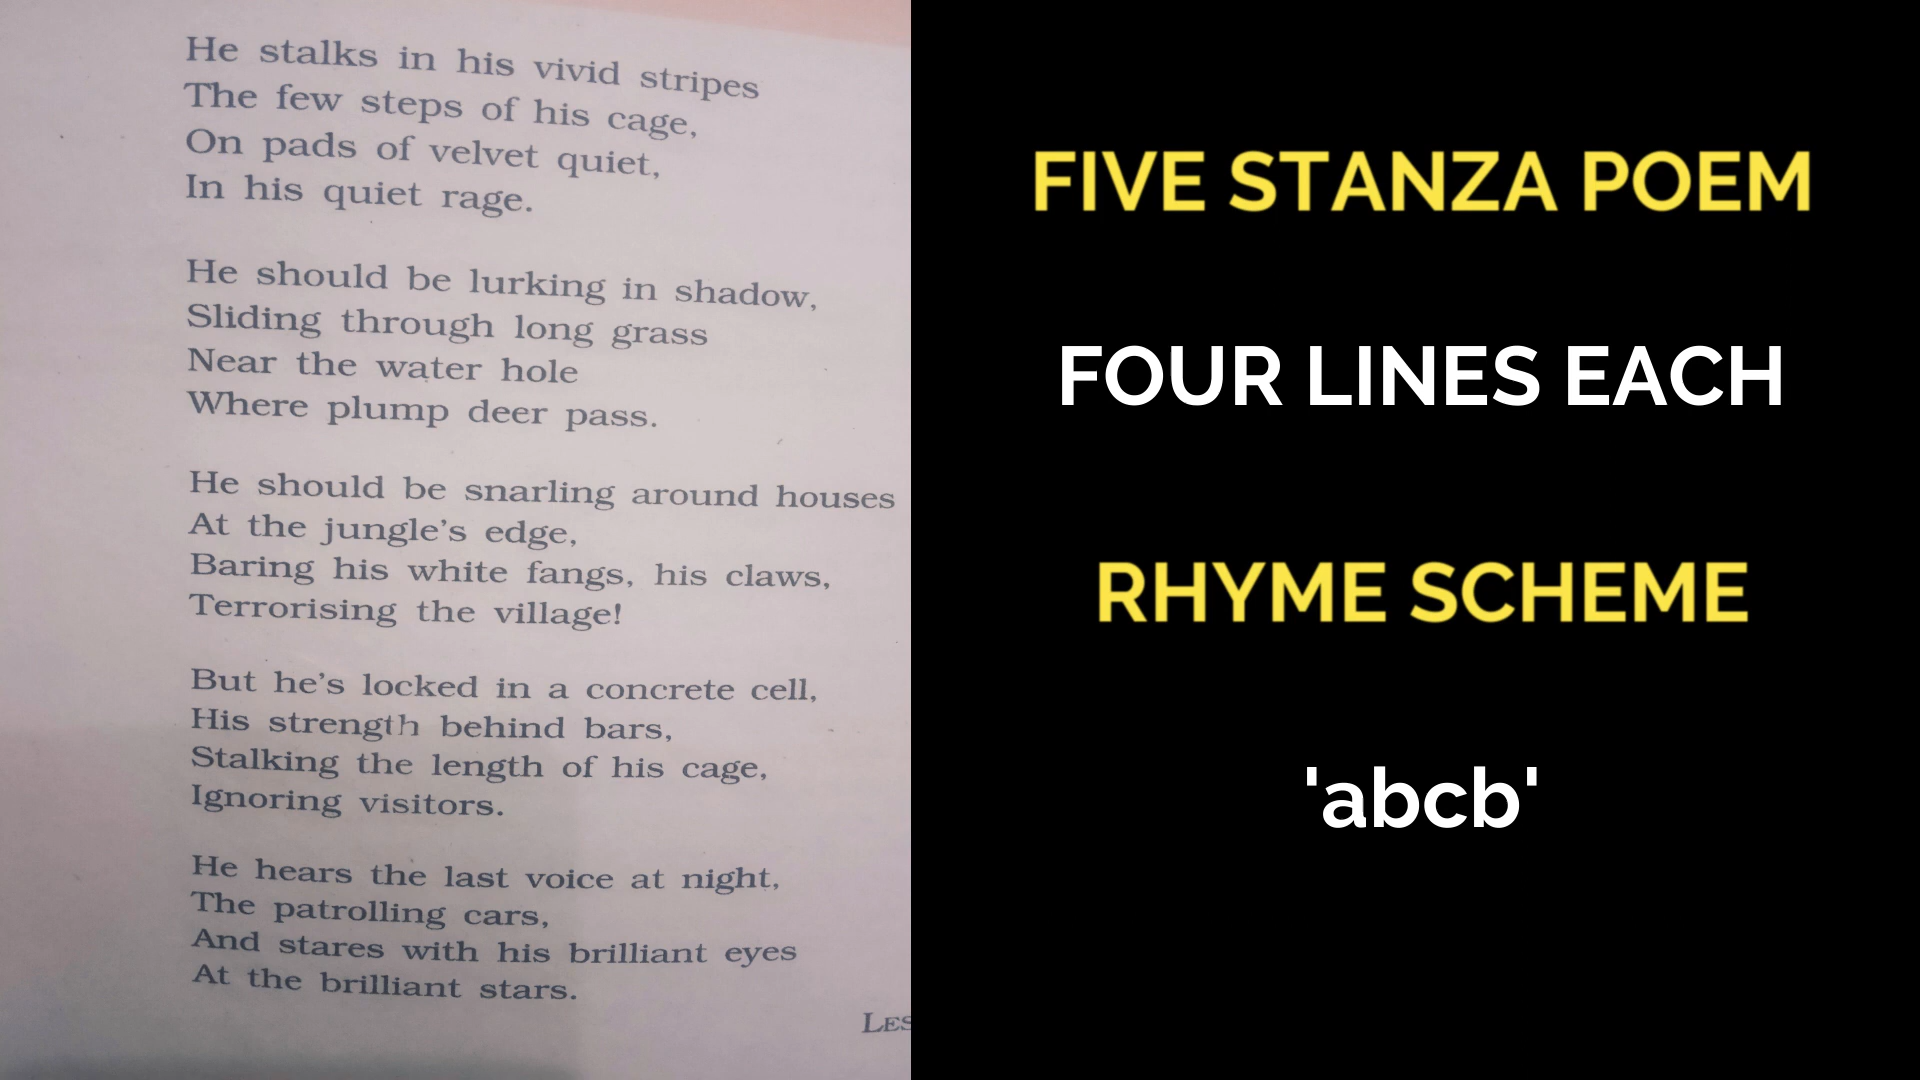 He stalks in his vivid stripes
The few steps of his cage,
On pads of velvet quiet,
In his quiet rage.
He should be lurking in shadow,
Sliding through long grass
Near the water hole
Where plump deer pass.
He should be snarling around houses
At the jungle's edge,
Baring his white fangs, his claws,
Terrorising the village!
But he's locked in a concrete cell,
His strength behind bars,
Stalking the length of his cage,
Ignoring visitors.
He hears the last voice at night,
The patrolling cars,
And stares with his brilliant eyes
At the brilliant stars.
LES
FIVE STANZA POEM
FOUR LINES EACH
RHYME SCHEME
'abcb'